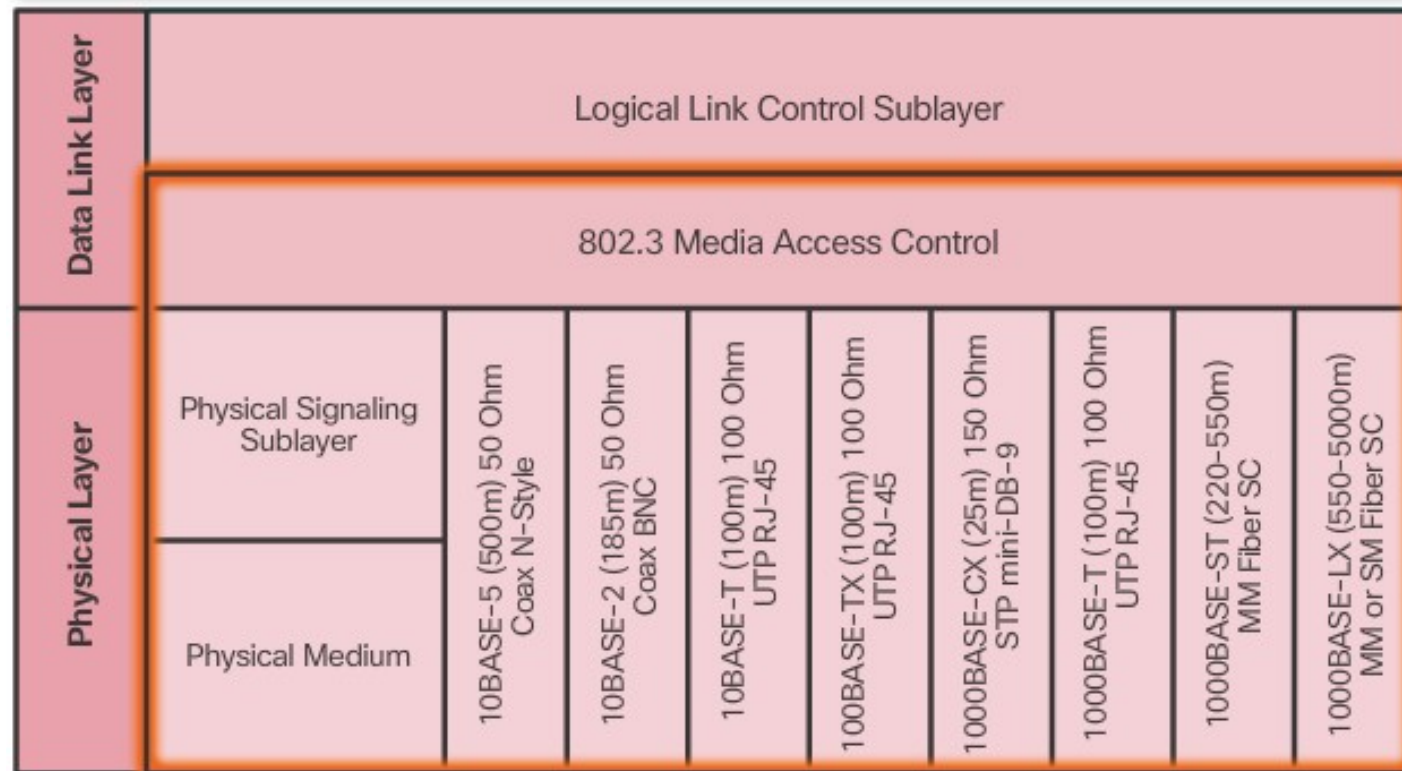 Data Link Layer
Logical Link Control Sublayer
802.3 Media Access Control
Physical Layer
Physical Signaling
Sublayer
Physical Medium
10BASE-5 (500m) 50 Ohm
Coax N-Style
10BASE-2 (185m) 50 Ohm
Coax BNC
10BASE-T (100m) 100 Ohm
UTP RJ-45
100BASE-TX (100m) 100 Ohm
UTP RJ-45
1000BASE-CX (25m) 150 Ohm
STP mini-DB-9
1000BASE-T (100m) 100 Ohm
UTP RJ-45
1000BASE-ST (220-550m)
MM Fiber SC
1000BASE-LX (550-5000m)
MM or SM Fiber SC